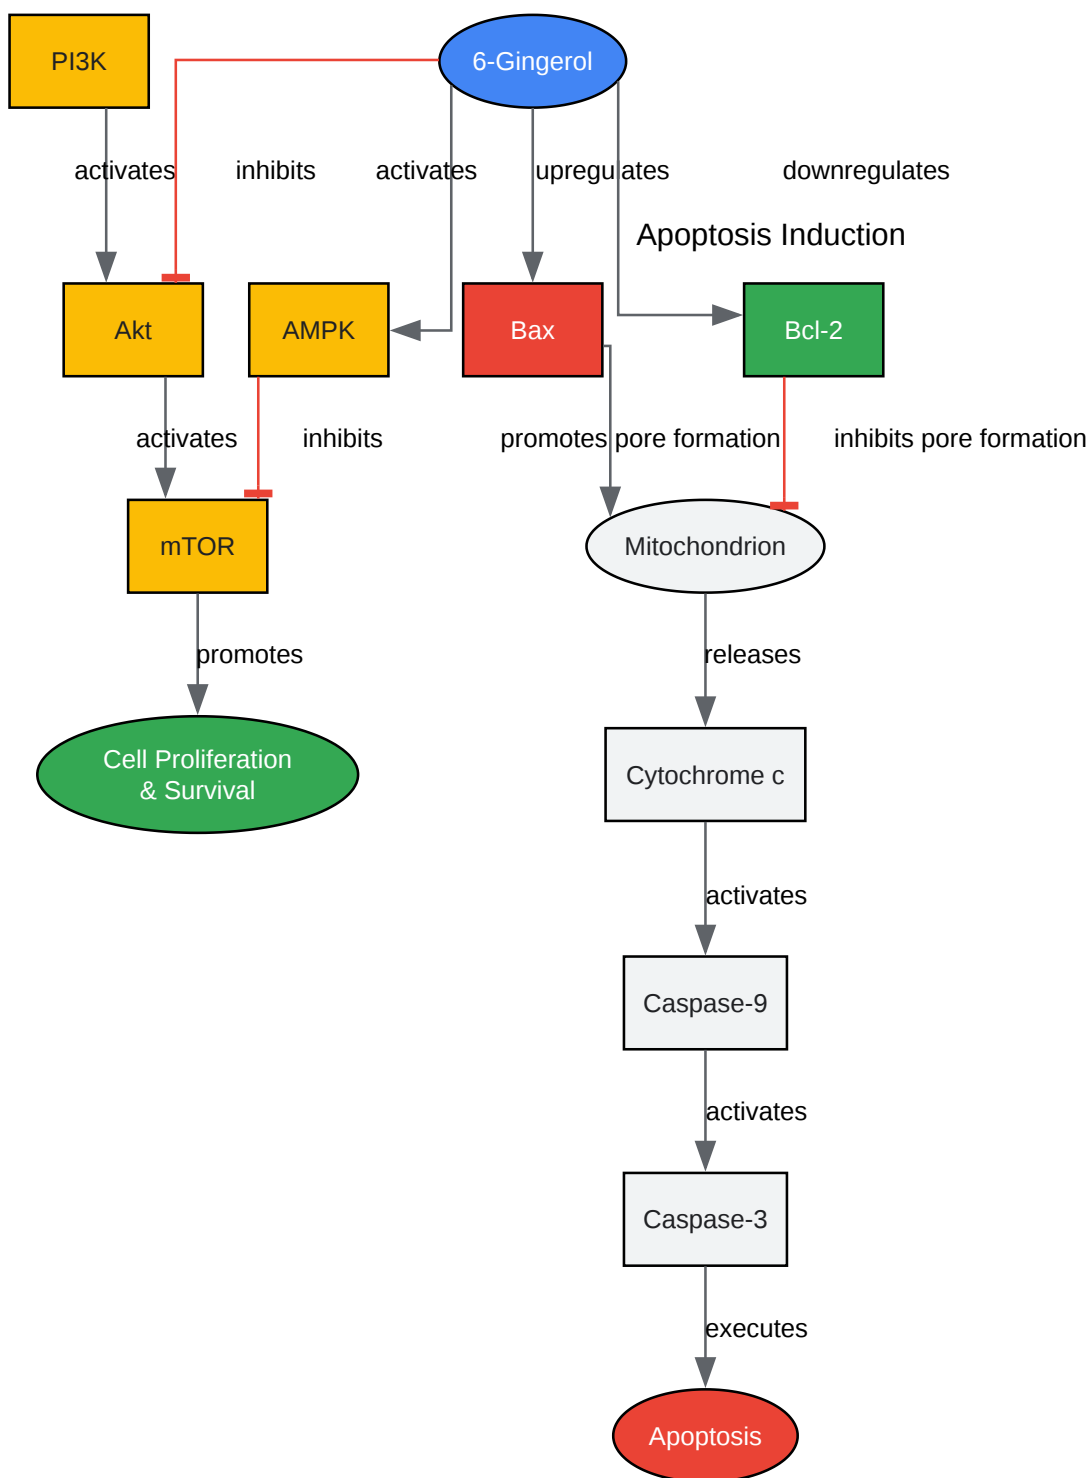 PI3K
6-Gingerol
activates
inhibits
activates
upregulates
downregulates
Apoptosis Induction
Akt
AMPK
Bax
Bcl-2
activates
inhibits
promotes pore formation
inhibits pore formation
mTOR
Mitochondrion
promotes
releases
Cell Proliferation
& Survival
Cytochrome c
activates
Caspase-9
activates
Caspase-3
executes
Apoptosis